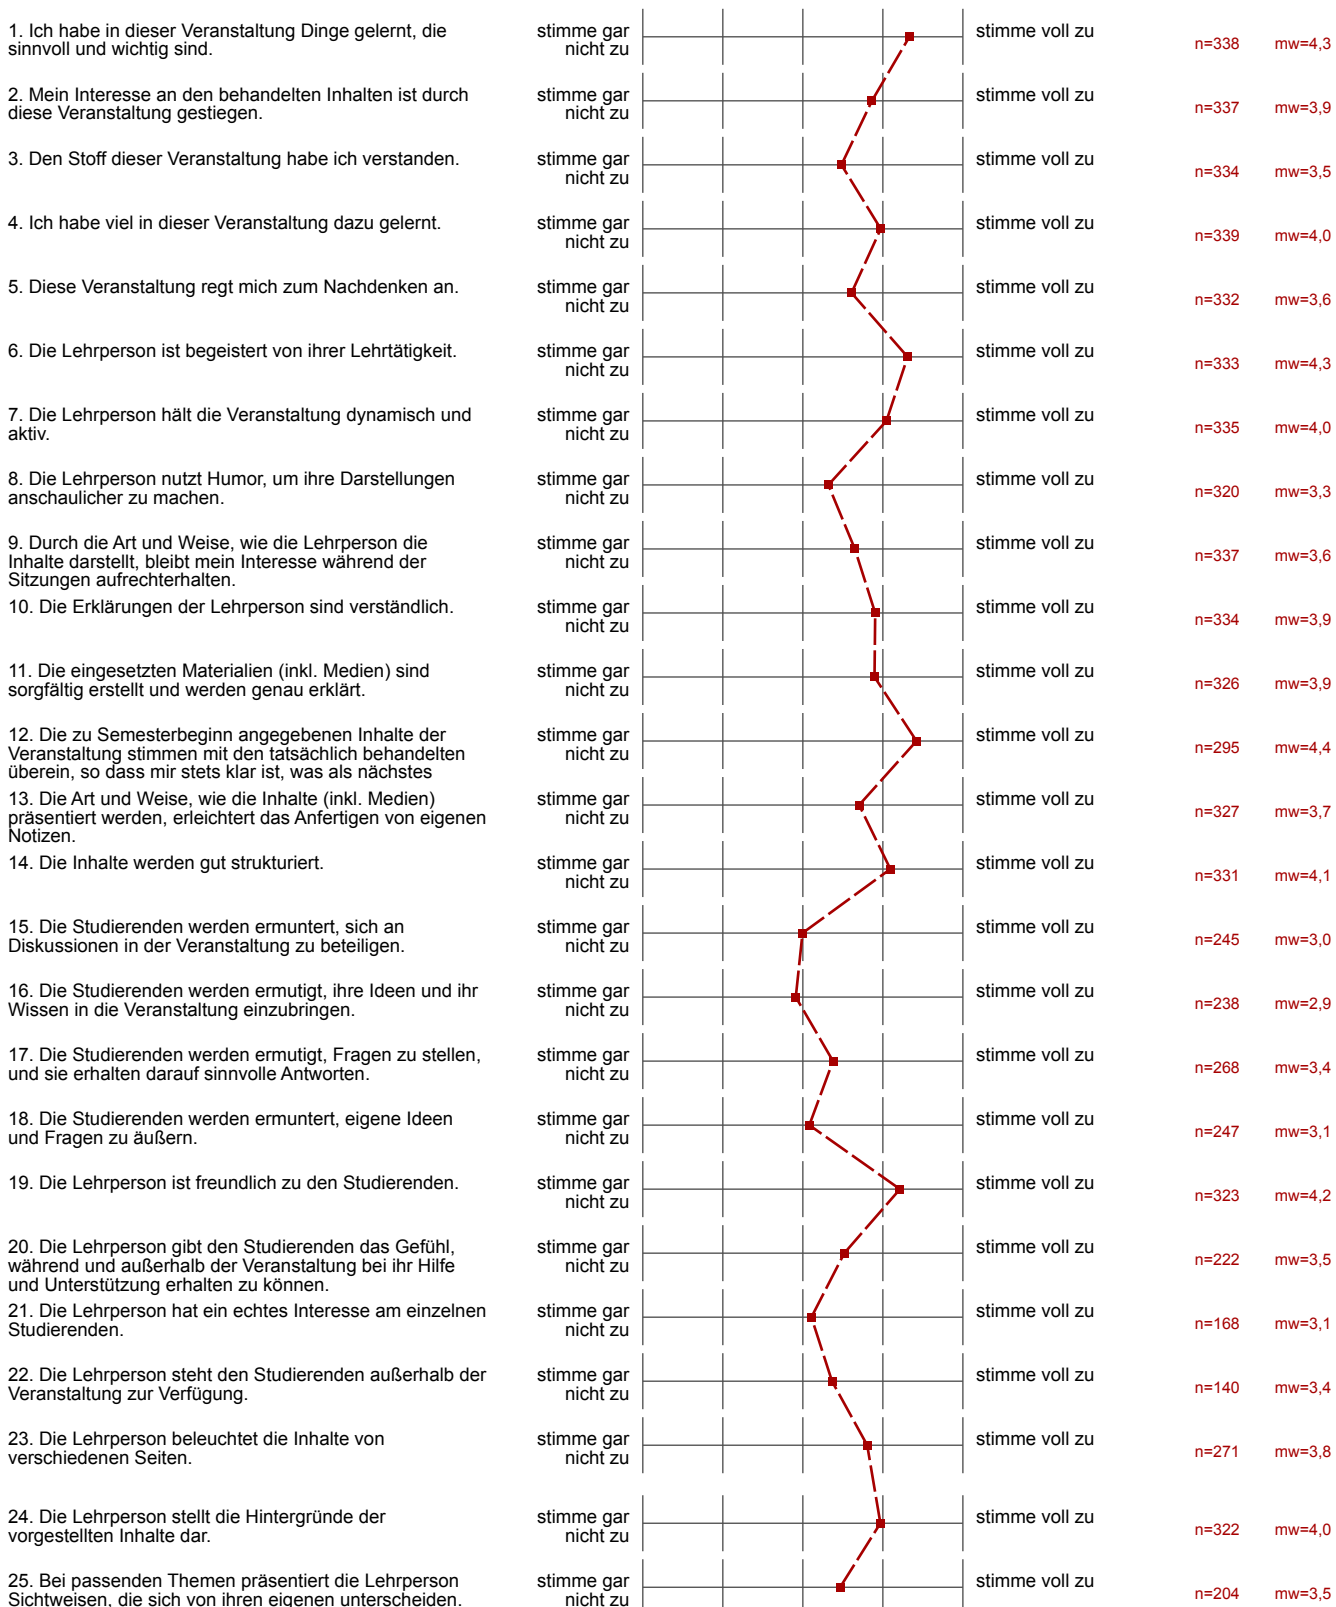 1. Ich habe in dieser Veranstaltung Dinge gelernt, die
sinnvoll und wichtig sind.
stimme gar
nicht zu
stimme voll zu
n=338 mw=4,3
2. Mein Interesse an den behandelten Inhalten ist durch
diese Veranstaltung gestiegen.
stimme gar
nicht zu
stimme voll zu
n=337 mw=3,9
3. Den Stoff dieser Veranstaltung habe ich verstanden.
stimme gar
nicht zu
stimme voll zu
n=334 mw=3,5
4. Ich habe viel in dieser Veranstaltung dazu gelernt.
stimme gar
nicht zu
stimme voll zu
n=339 mw=4,0
5. Diese Veranstaltung regt mich zum Nachdenken an.
stimme gar
nicht zu
stimme voll zu
n=332 mw=3,6
6. Die Lehrperson ist begeistert von ihrer Lehrtätigkeit.
stimme gar
nicht zu
stimme voll zu
n=333 mw=4,3
7. Die Lehrperson hält die Veranstaltung dynamisch und
aktiv.
stimme gar
nicht zu
stimme voll zu
n=335 mw=4,0
8. Die Lehrperson nutzt Humor, um ihre Darstellungen
anschaulicher zu machen.
stimme gar
nicht zu
stimme voll zu
n=320 mw=3,3
9. Durch die Art und Weise, wie die Lehrperson die
Inhalte darstellt, bleibt mein Interesse während der
Sitzungen aufrechterhalten.
stimme gar
nicht zu
stimme voll zu
n=337 mw=3,6
10. Die Erklärungen der Lehrperson sind verständlich.
stimme gar
nicht zu
stimme voll zu
n=334 mw=3,9
11. Die eingesetzten Materialien (inkl. Medien) sind
sorgfältig erstellt und werden genau erklärt.
stimme gar
nicht zu
stimme voll zu
n=326 mw=3,9
12. Die zu Semesterbeginn angegebenen Inhalte der
Veranstaltung stimmen mit den tatsächlich behandelten
überein, so dass mir stets klar ist, was als nächstes
stimme gar
nicht zu
stimme voll zu
n=295 mw=4,4
13. Die Art und Weise, wie die Inhalte (inkl. Medien)
präsentiert werden, erleichtert das Anfertigen von eigenen
Notizen.
stimme gar
nicht zu
stimme voll zu
n=327 mw=3,7
14. Die Inhalte werden gut strukturiert.
stimme gar
nicht zu
stimme voll zu
n=331 mw=4,1
15. Die Studierenden werden ermuntert, sich an
Diskussionen in der Veranstaltung zu beteiligen.
stimme gar
nicht zu
stimme voll zu
n=245 mw=3,0
16. Die Studierenden werden ermutigt, ihre Ideen und ihr
Wissen in die Veranstaltung einzubringen.
stimme gar
nicht zu
stimme voll zu
n=238 mw=2,9
17. Die Studierenden werden ermutigt, Fragen zu stellen,
und sie erhalten darauf sinnvolle Antworten.
stimme gar
nicht zu
stimme voll zu
n=268 mw=3,4
18. Die Studierenden werden ermuntert, eigene Ideen
und Fragen zu äußern.
stimme gar
nicht zu
stimme voll zu
n=247 mw=3,1
19. Die Lehrperson ist freundlich zu den Studierenden.
stimme gar
nicht zu
stimme voll zu
n=323 mw=4,2
20. Die Lehrperson gibt den Studierenden das Gefühl,
während und außerhalb der Veranstaltung bei ihr Hilfe
und Unterstützung erhalten zu können.
stimme gar
nicht zu
stimme voll zu
n=222 mw=3,5
21. Die Lehrperson hat ein echtes Interesse am einzelnen
Studierenden.
stimme gar
nicht zu
stimme voll zu
n=168 mw=3,1
22. Die Lehrperson steht den Studierenden außerhalb der
Veranstaltung zur Verfügung.
stimme gar
nicht zu
stimme voll zu
n=140 mw=3,4
23. Die Lehrperson beleuchtet die Inhalte von
verschiedenen Seiten.
stimme gar
nicht zu
stimme voll zu
n=271 mw=3,8
24. Die Lehrperson stellt die Hintergründe der
vorgestellten Inhalte dar.
stimme gar
nicht zu
stimme voll zu
n=322 mw=4,0
25. Bei passenden Themen präsentiert die Lehrperson
Sichtweisen, die sich von ihren eigenen unterscheiden.
stimme gar
nicht zu
stimme voll zu
n=204 mw=3,5